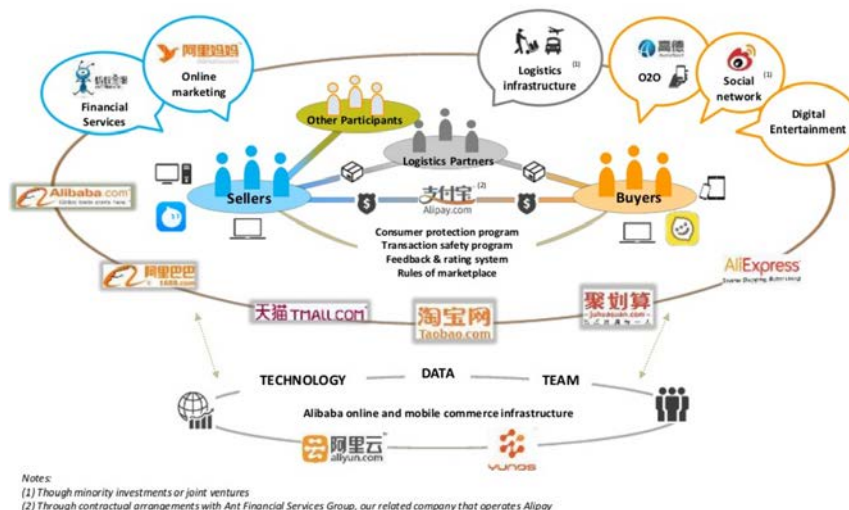 阿里妈妈
Online
marketing
Financial
Services
Logistics (1)
infrastructure
高德
O2O
Social (1)
network
Digital
Entertainment
Other Participants
Logistics Partners
Sellers
支付宝 (2)
Alipay.com
Buyers
Alibaba.com
Global trade starts here.
Consumer protection program
Transaction safety program
Feedback & rating system
Rules of marketplace
阿里巴巴
1688.com
AliExpress
天猫 TMALL.COM
淘宝网
Taobao.com
聚划算
juhuasuan.com
TECHNOLOGY
DATA
TEAM
Alibaba online and mobile commerce infrastructure
阿里云
aliyun.com
YUNOS
Notes:
(1) Though minority investments or joint ventures
(2) Through contractual arrangements with Ant Financial Services Group, our related company that operates Alipay